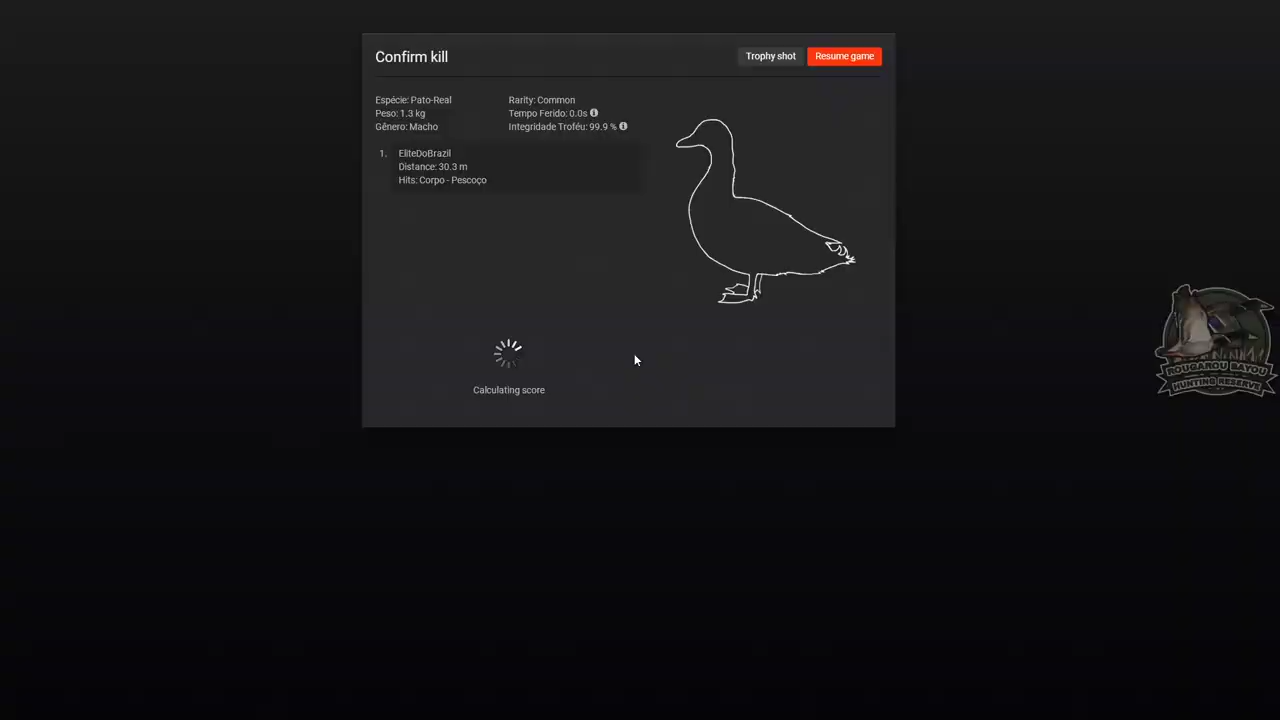 Confirm kill
Trophy shot
Resume game
Espécie: Pato-Real
Peso: 1.3 kg
Gênero: Macho
Rarity: Common
Tempo Ferido: 0.0s
Integridade Troféu: 99.9 %
1. EliteDoBrazil
Distance: 30.3 m
Hits: Corpo - Pescoço
Calculating score
ROUGAROU BAYOU
HUNTING RESERVE